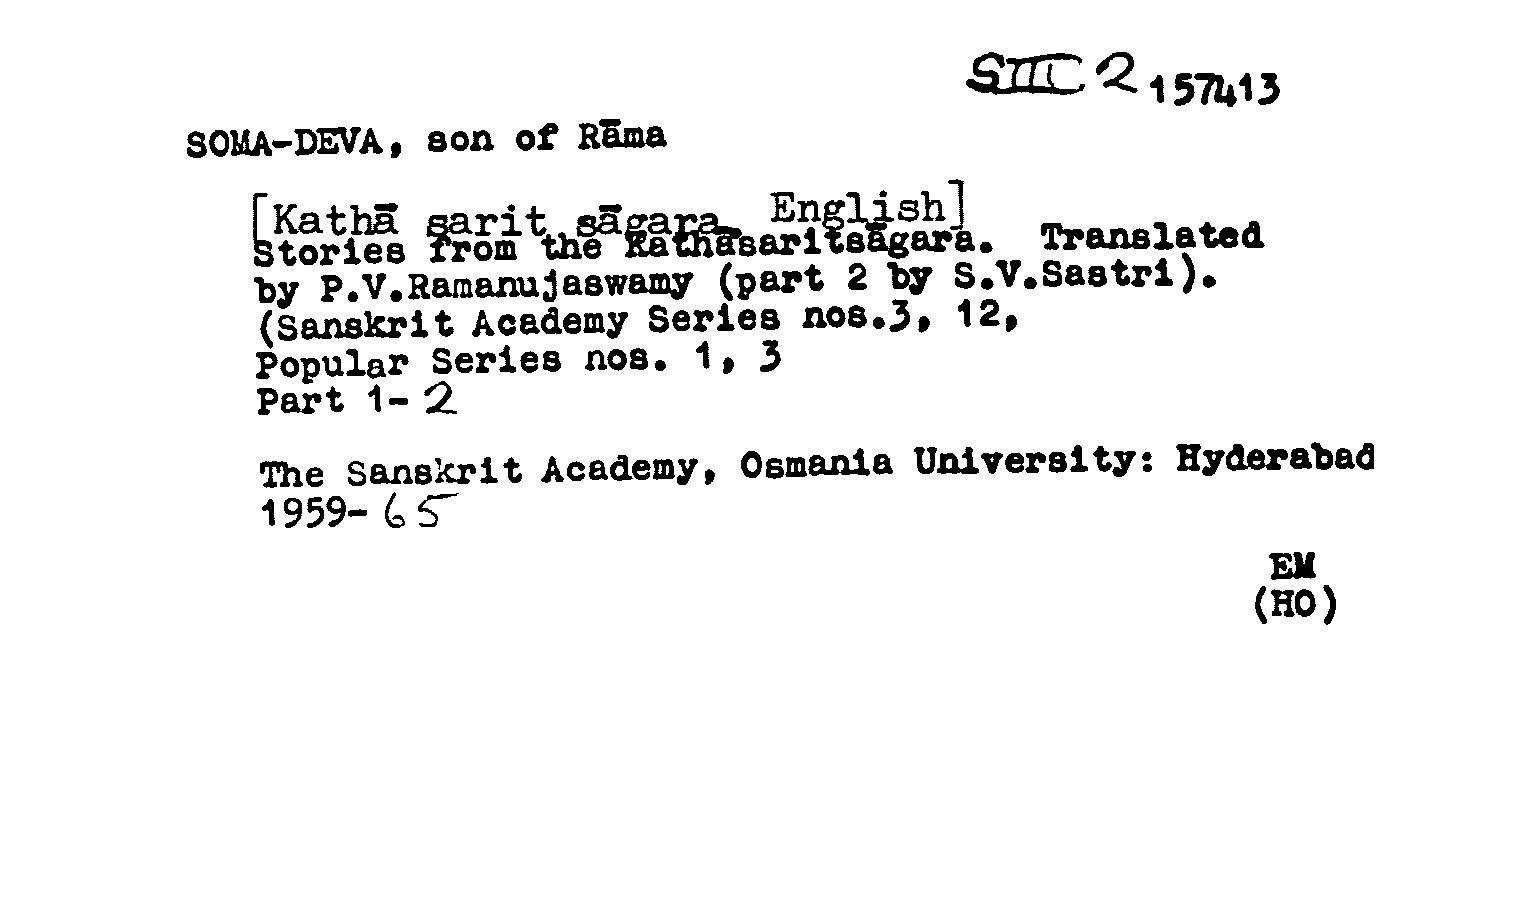 SIIC 2 157413
SOMA-DEVA, son of Rāma
[Kathā sarit sāgara. English]
Stories from the Kathāsaritsāgara. Translated
by P.V.Ramanujaswamy (part 2 by S.V.Sastri).
(Sanskrit Academy Series nos.3, 12,
Popular Series nos. 1, 3
Part 1-2
The Sanskrit Academy, Osmania University: Hyderabad
1959-65
EM
(HO)